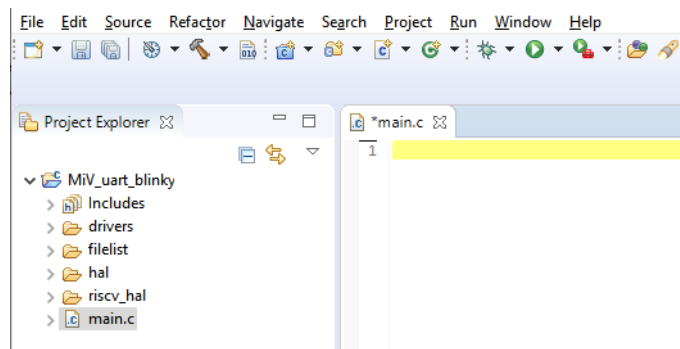 File Edit Source Refactor Navigate Search Project Run Window Help
010
Project Explorer
*main.c
1
MiV_uart_blinky
Includes
drivers
filelist
hal
riscv_hal
main.c